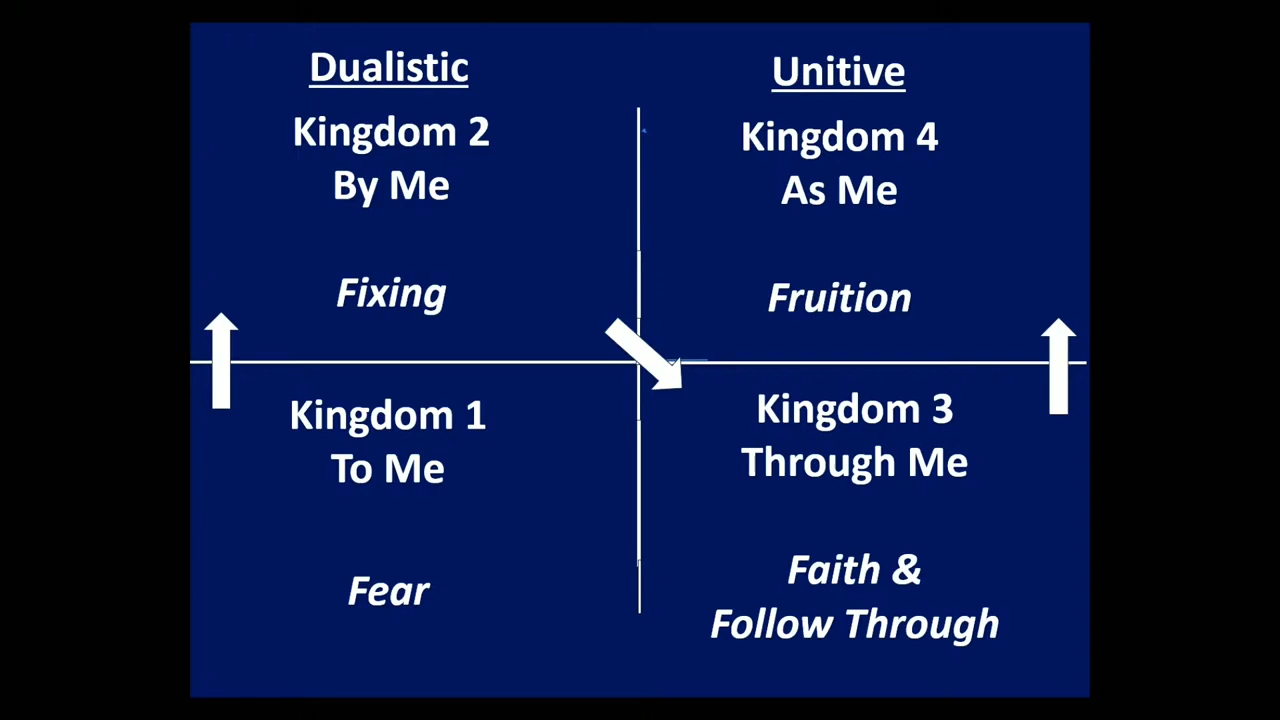 Dualistic
Kingdom 2
By Me
Fixing
Unitive
Kingdom 4
As Me
Fruition
Kingdom 1
To Me
Fear
Kingdom 3
Through Me
Faith &
Follow Through